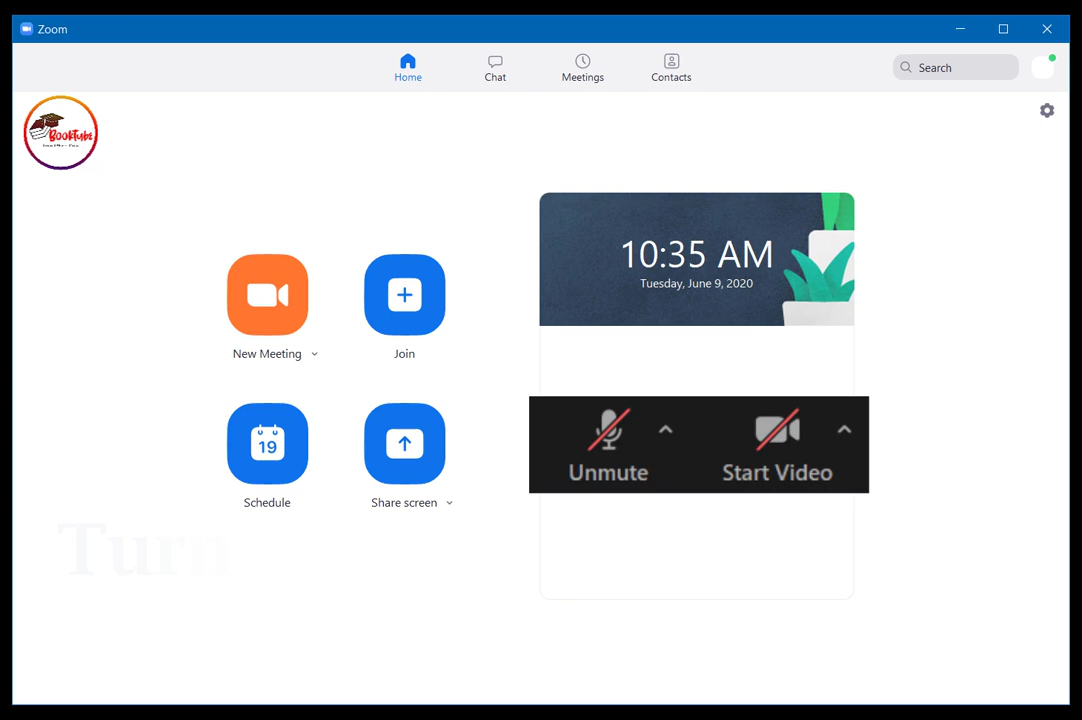 Zoom
Home
Chat
Meetings
Contacts
Search
BookTube
10:35 AM
Tuesday, June 9, 2020
New Meeting
Join
19
Schedule
Share screen
Unmute
Start Video
Turn